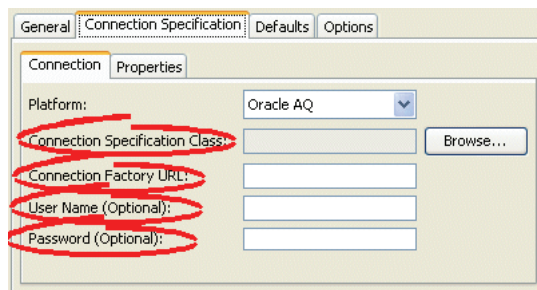 General Connection Specification Defaults Options
Connection Properties
Platform: Oracle AQ
Connection Specification Class: Browse...
Connection Factory URL:
User Name (Optional):
Password (Optional):